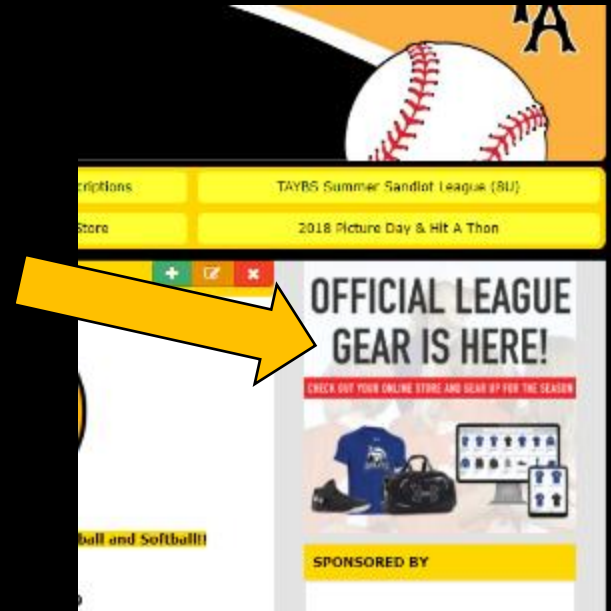 TA
criptions
TAYBS Summer Sandlot League (8U)
Store
2018 Picture Day & Hit A Thon
OFFICIAL LEAGUE
GEAR IS HERE!
CHECK OUT YOUR ONLINE STORE AND GEAR UP FOR THE SEASON
ball and Softball!!
SPONSORED BY